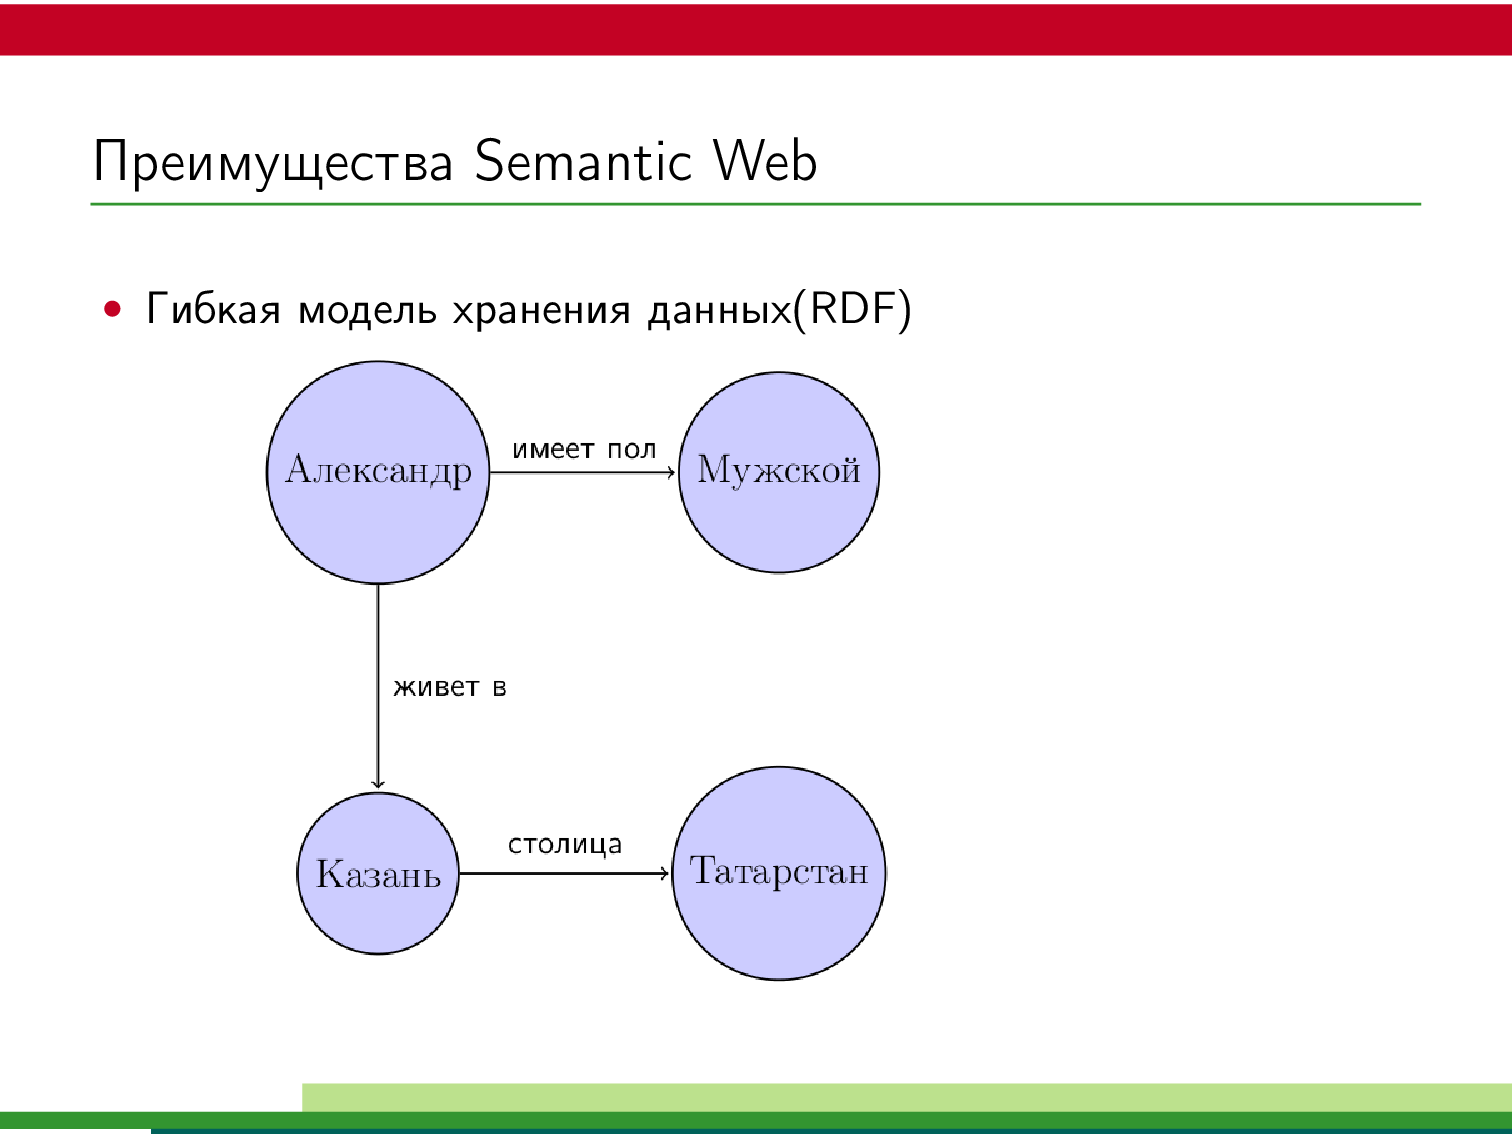 Преимущества Semantic Web
• Гибкая модель хранения данных(RDF)
Александр
имеет пол
Мужской
живет в
Казань
столица
Татарстан